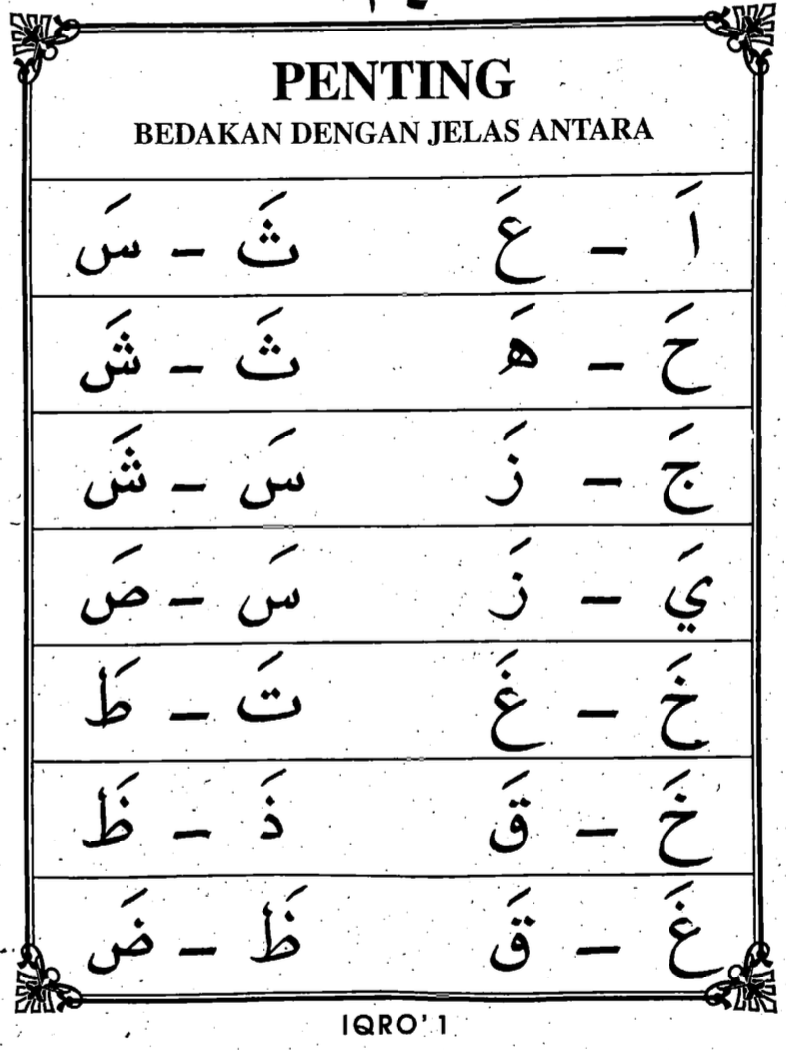 PENTING
BEDAKAN DENGAN JELAS ANTARA
اَ – عَ ثَ – سَ
حَ – هَ ثَ – شَ
جَ – زَ سَ – شَ
يَ – زَ سَ – صَ
خَ – غَ تَ – طَ
خَ – قَ ذَ – ظَ
غَ – قَ ظَ – ضَ
IQRO' 1